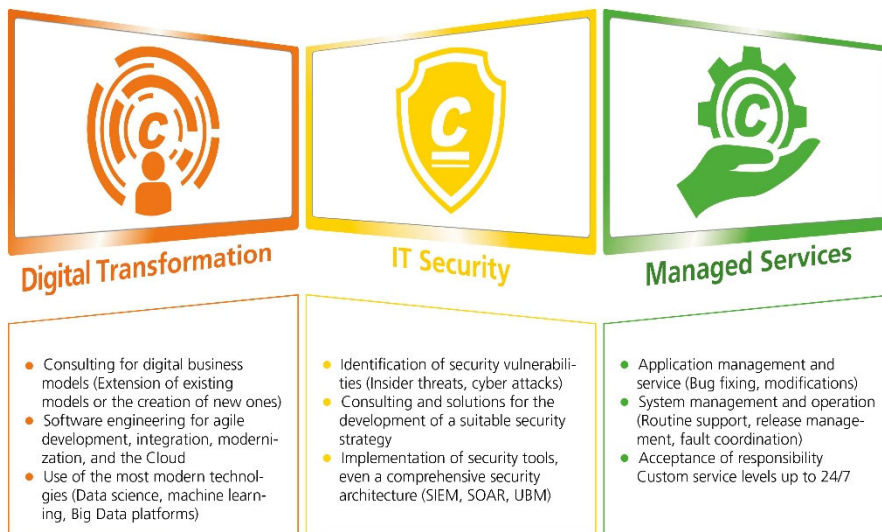 C
Digital Transformation
• Consulting for digital business
models (Extension of existing
models or the creation of new ones)
• Software engineering for agile
development, integration, moderni-
zation, and the Cloud
• Use of the most modern technol-
gies (Data science, machine learn-
ing, Big Data platforms)
C
IT Security
• Identification of security vulnerabili-
ties (Insider threats, cyber attacks)
• Consulting and solutions for the
development of a suitable security
strategy
• Implementation of security tools,
even a comprehensive security
architecture (SIEM, SOAR, UBM)
C
Managed Services
• Application management and
service (Bug fixing, modifications)
• System management and operation
(Routine support, release manage-
ment, fault coordination)
• Acceptance of responsibility
Custom service levels up to 24/7